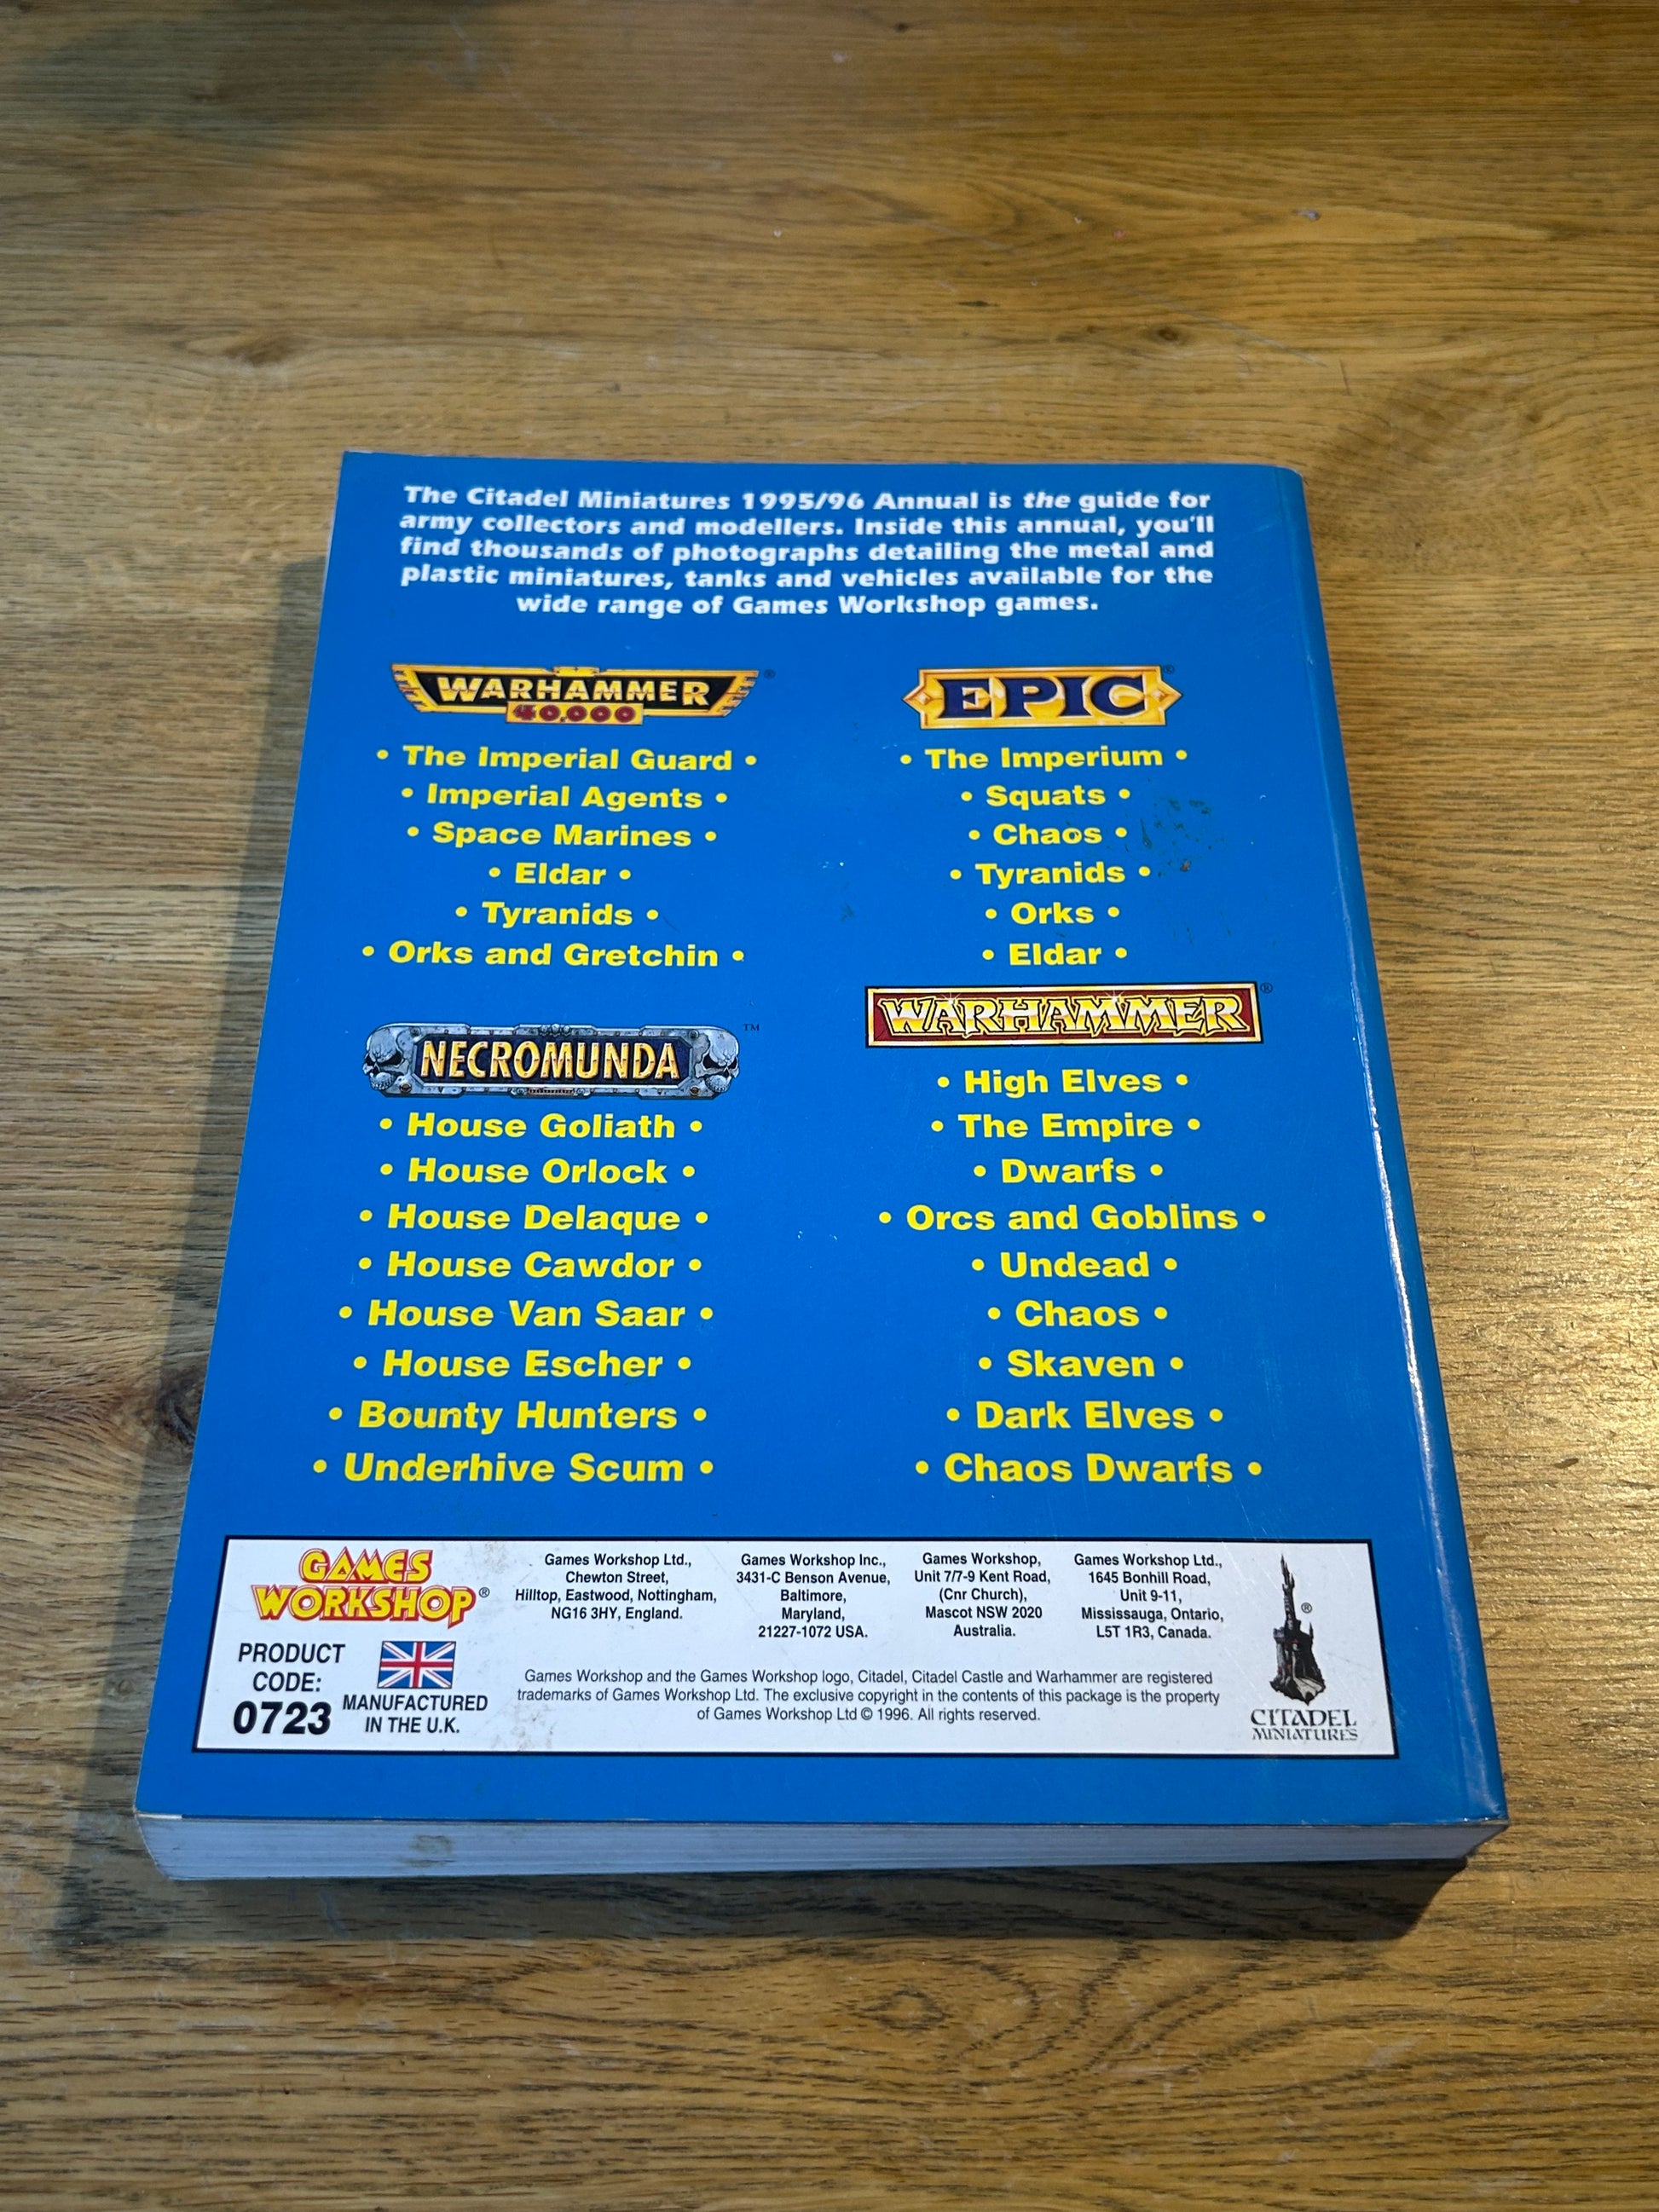 The Citadel Miniatures 1995/96 Annual is the guide for
army collectors and modellers. Inside this annual, you'll
find thousands of photographs detailing the metal and
plastic miniatures, tanks and vehicles available for the
wide range of Games Workshop games.
WARHAMMER ®
40,000
• The Imperial Guard •
• Imperial Agents •
• Space Marines •
• Eldar •
• Tyranids •
• Orks and Gretchin •
EPIC ®
• The Imperium •
• Squats •
• Chaos •
• Tyranids •
• Orks •
• Eldar •
NECROMUNDA ™
• House Goliath •
• House Orlock •
• House Delaque •
• House Cawdor •
• House Van Saar •
• House Escher •
• Bounty Hunters •
• Underhive Scum •
WARHAMMER ®
• High Elves •
• The Empire •
• Dwarfs •
• Orcs and Goblins •
• Undead •
• Chaos •
• Skaven •
• Dark Elves •
• Chaos Dwarfs •
GAMES
WORKSHOP ®
PRODUCT
CODE:
0723
MANUFACTURED
IN THE U.K.
Games Workshop Ltd.,
Chewton Street,
Hilltop, Eastwood, Nottingham,
NG16 3HY, England.
Games Workshop Inc.,
3431-C Benson Avenue,
Baltimore,
Maryland,
21227-1072 USA.
Games Workshop,
Unit 7/7-9 Kent Road,
(Cnr Church),
Mascot NSW 2020
Australia.
Games Workshop Ltd.,
1645 Bonhill Road,
Unit 9-11,
Mississauga, Ontario,
L5T 1R3, Canada.
Games Workshop and the Games Workshop logo, Citadel, Citadel Castle and Warhammer are registered
trademarks of Games Workshop Ltd. The exclusive copyright in the contents of this package is the property
of Games Workshop Ltd © 1996. All rights reserved.
®
CITADEL
MINIATURES